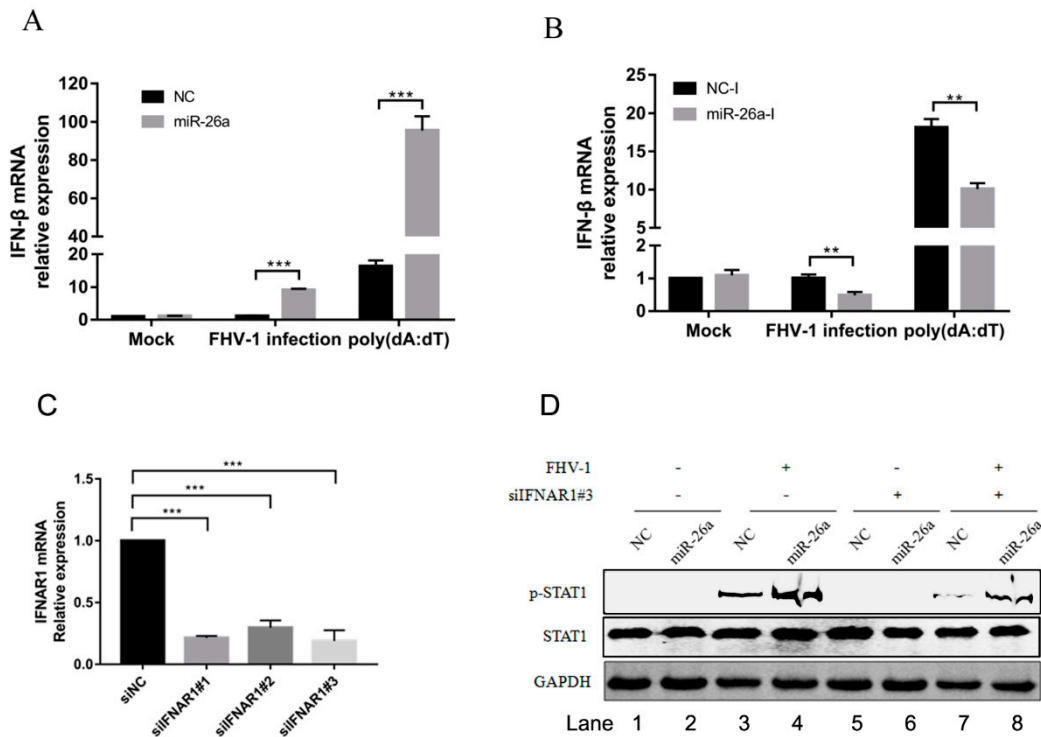 A
IFN-β mRNA
relative expression
120
100
80
60
40
20
10
0
NC
miR-26a
***
***
Mock
FHV-1 infection
poly(dA:dT)
B
IFN-β mRNA
relative expression
25
20
15
10
5
2
1
0
NC-I
miR-26a-I
**
**
Mock
FHV-1 infection
poly(dA:dT)
C
IFNAR1 mRNA
Relative expression
1.5
1.0
0.5
0.0
***
***
***
siNC
siIFNAR1#1
siIFNAR1#2
siIFNAR1#3
D
FHV-1 - + - +
siIFNAR1#3 - - + +
NC miR-26a NC miR-26a NC miR-26a NC miR-26a
p-STAT1
STAT1
GAPDH
Lane 1 2 3 4 5 6 7 8